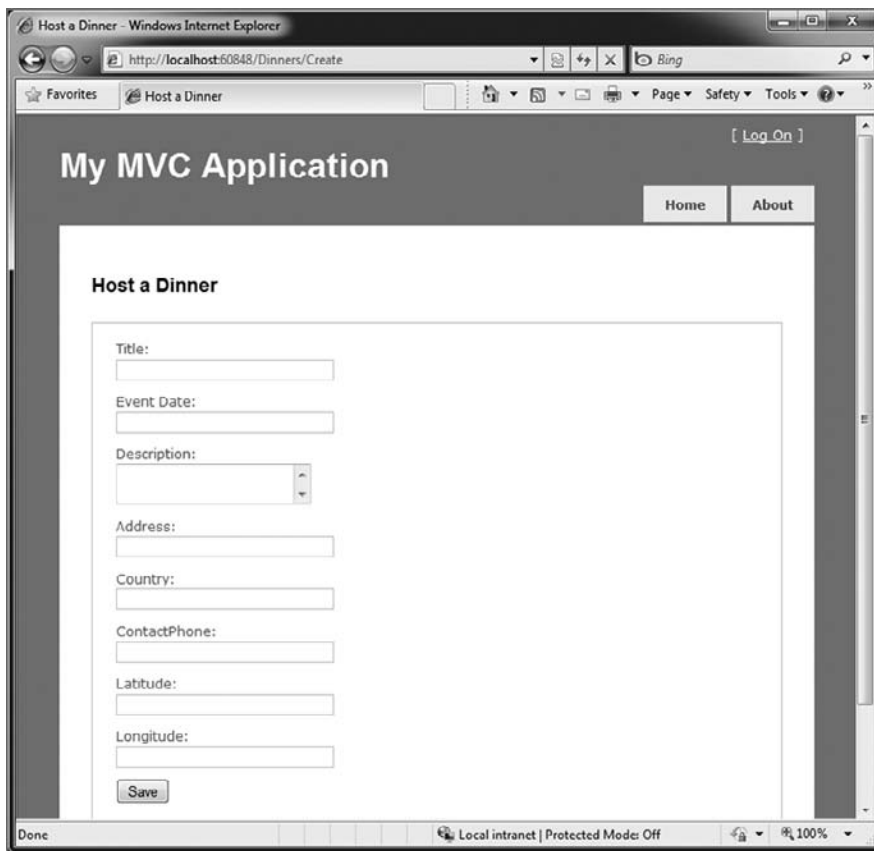 Host a Dinner - Windows Internet Explorer
http://localhost:60848/Dinners/Create
Bing
Favorites
Host a Dinner
Page
Safety
Tools
[ Log On ]
My MVC Application
Home
About
Host a Dinner
Title:
Event Date:
Description:
Address:
Country:
ContactPhone:
Latitude:
Longitude:
Save
Done
Local intranet | Protected Mode: Off
100%